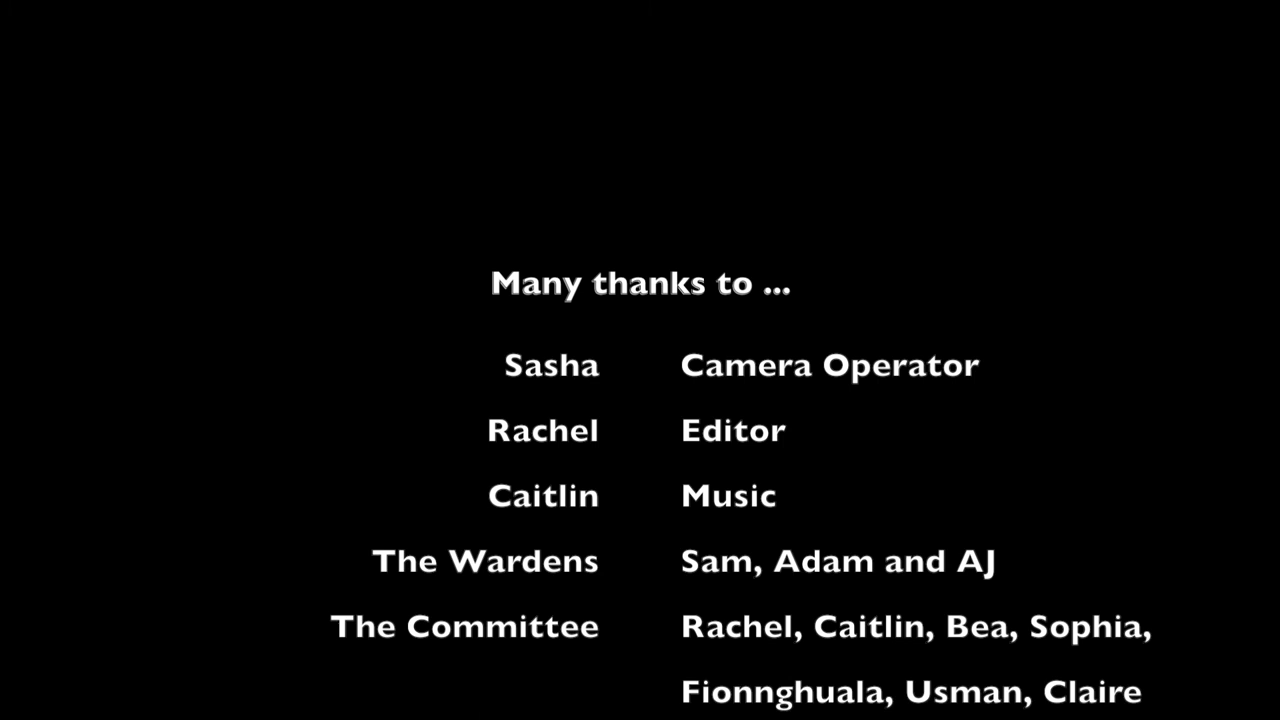 Many thanks to ...
Sasha Camera Operator
Rachel Editor
Caitlin Music
The Wardens Sam, Adam and AJ
The Committee Rachel, Caitlin, Bea, Sophia,
Fionnghuala, Usman, Claire